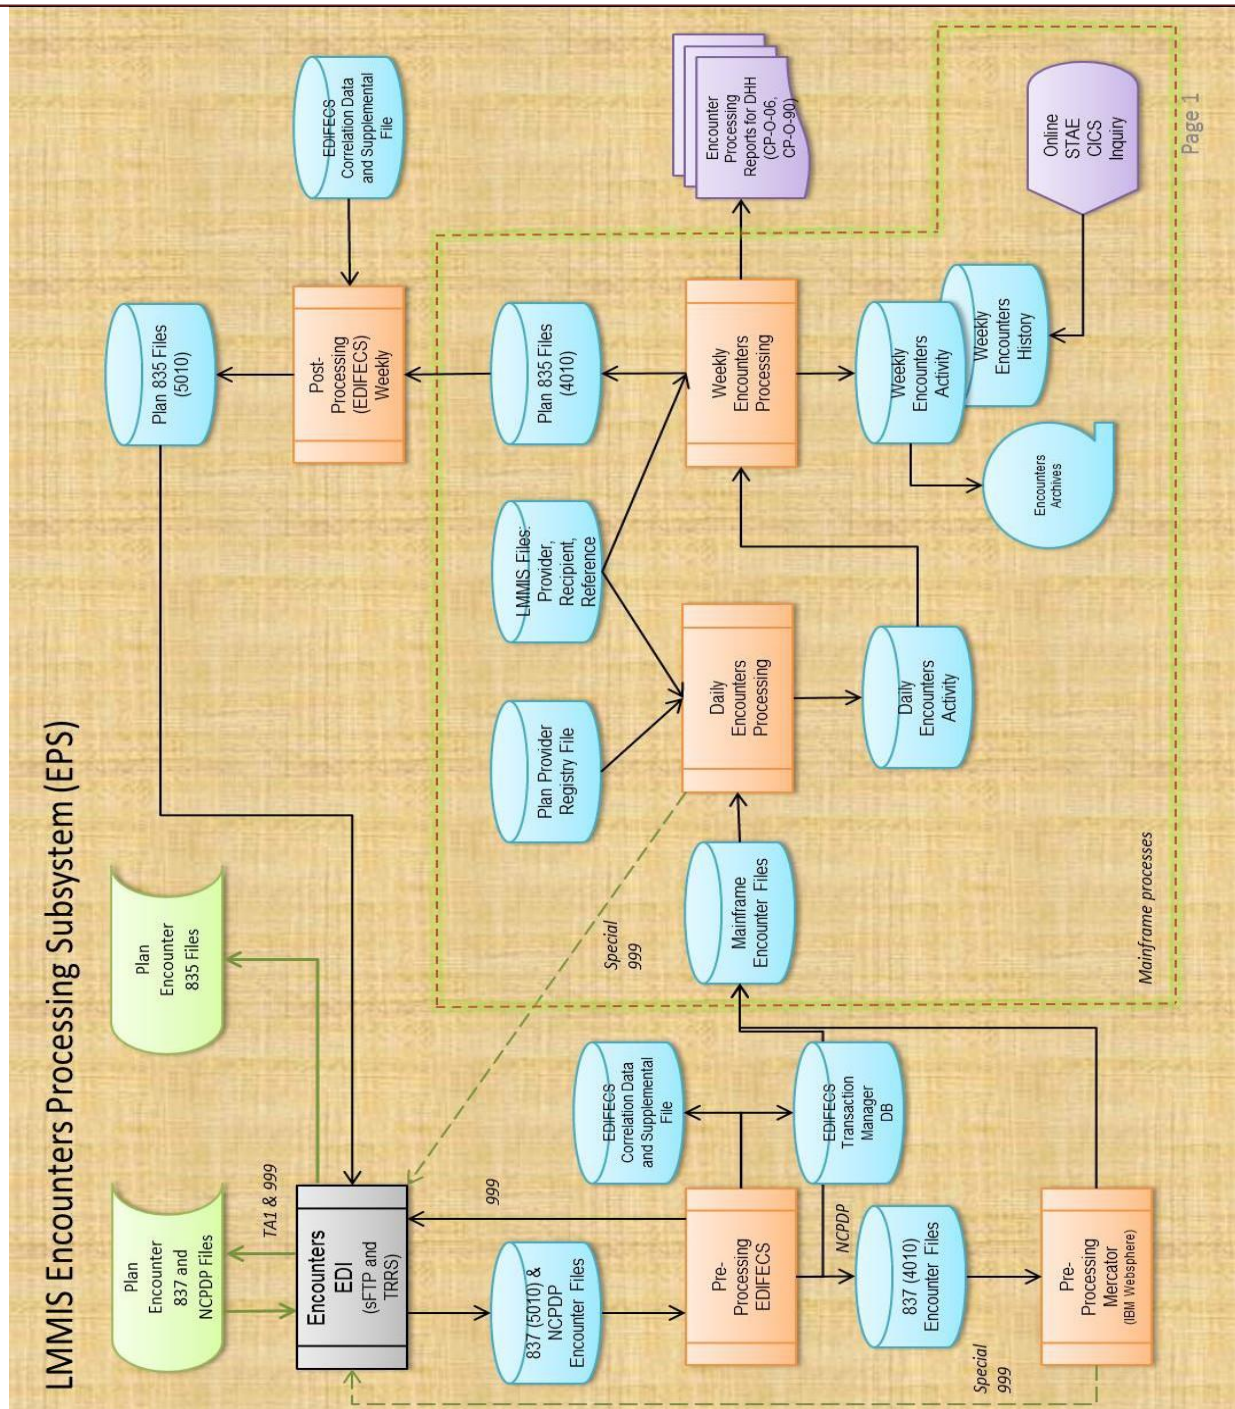 LMMIS Encounters Processing Subsystem (EPS)
Plan
Encounter
837 and
NCPDP Files
Plan
Encounter
835 Files
Plan 835 Files
(5010)
TA1 & 999
Encounters
EDI
(sFTP and
TRRS)
Post-
Processing
(EDIFECS)
Weekly
EDIFECS
Correlation Data
and Supplemental
File
999
837 (5010) &
NCPDP
Encounter Files
Plan Provider
Registry File
LMMIS Files:
Provider,
Recipient,
Reference
Plan 835 Files
(4010)
EDIFECS
Correlation Data
and Supplemental
File
Special
999
Pre-
Processing
EDIFECS
Mainframe
Encounter Files
Daily
Encounters
Processing
Weekly
Encounters
Processing
Encounter
Processing
Reports for DHH
(CP-O-06,
CP-O-90)
NCPDP
EDIFECS
Transaction
Manager
DB
837 (4010)
Encounter Files
Daily
Encounters
Activity
Weekly
Encounters
Activity
Weekly
Encounters
History
Special
999
Pre-
Processing
Mercator
(IBM Websphere)
Encounters
Archives
Online
STAE
CICS
Inquiry
Mainframe processes
Page 1